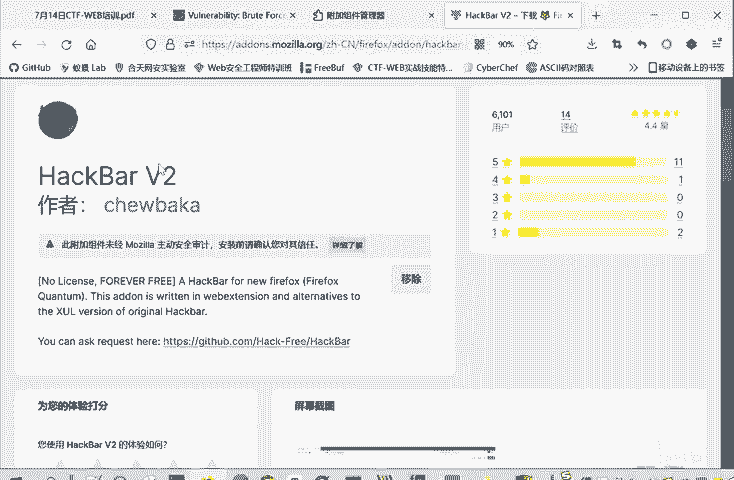 7月14日CTF-WEB培训.pdf
Vulnerability: Brute Forc
附加组件管理器
HackBar V2 – 下载
https://addons.mozilla.org/zh-CN/firefox/addon/hackbar
90%
GitHub
蚁景 Lab
合天网安实验室
Web安全工程师特训班
FreeBuf
CTF-WEB实战技能特...
CyberChef
ASCII码对照表
移动设备上的书签
HackBar V2
作者： chewbaka
此附加组件未经 Mozilla 主动安全审计，安装前请确认您对其信任。 详细了解
[No License, FOREVER FREE] A HackBar for new firefox (Firefox
Quantum). This addon is written in webextension and alternatives to
the XUL version of original Hackbar.
移除
You can ask request here: https://github.com/Hack-Free/HackBar
6,101
用户
14
评价
4.4 星
5 11
4 1
3 0
2 0
1 2
为您的体验打分
您使用 HackBar V2 的体验如何？
屏幕截图